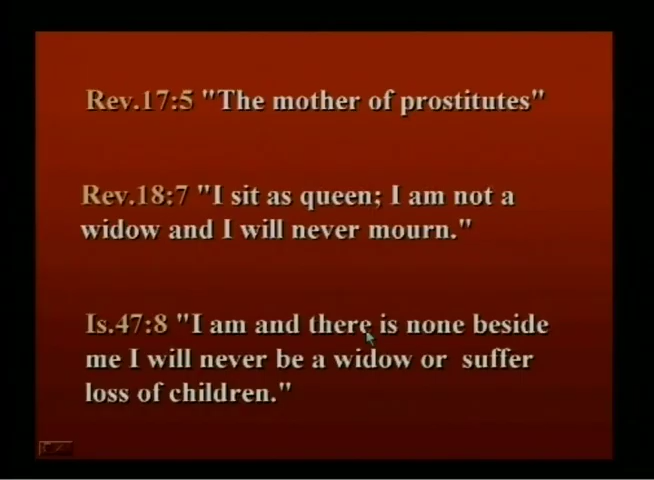 Rev.17:5 "The mother of prostitutes"
Rev.18:7 "I sit as queen; I am not a
widow and I will never mourn."
Is.47:8 "I am and there is none beside
me I will never be a widow or suffer
loss of children."